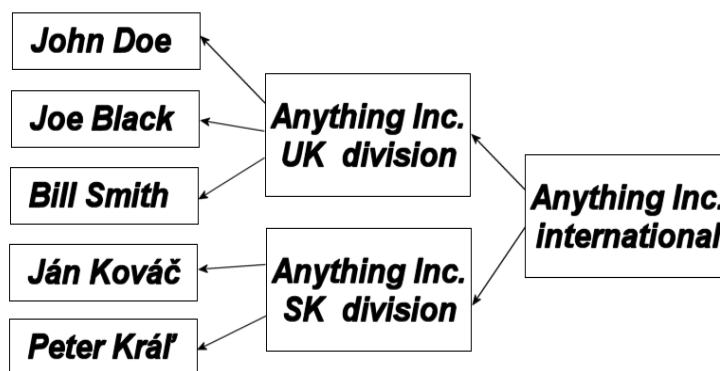 John Doe
Joe Black
Bill Smith
Ján Kováč
Peter Kráľ
Anything Inc.
UK division
Anything Inc.
SK division
Anything Inc.
international